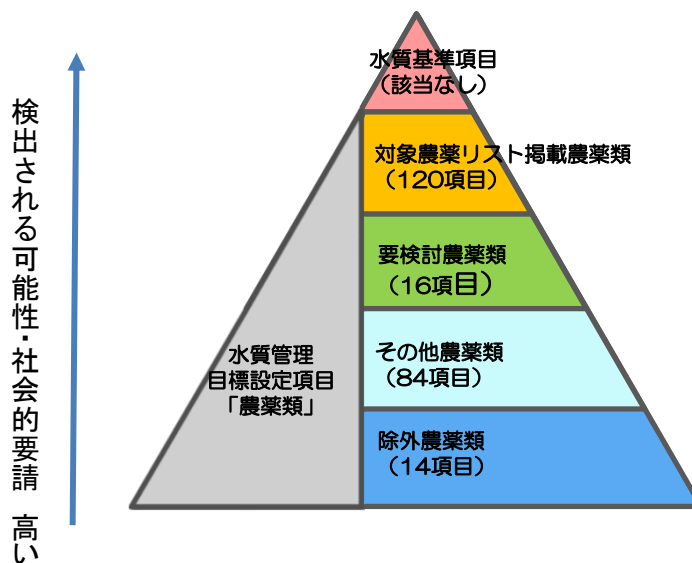 検出される可能性・社会的要請 高い
水質基準項目
（該当なし）
対象農薬リスト掲載農薬類
（120項目）
要検討農薬類
（16項目）
水質管理
目標設定項目
「農薬類」
その他農薬類
（84項目）
除外農薬類
（14項目）